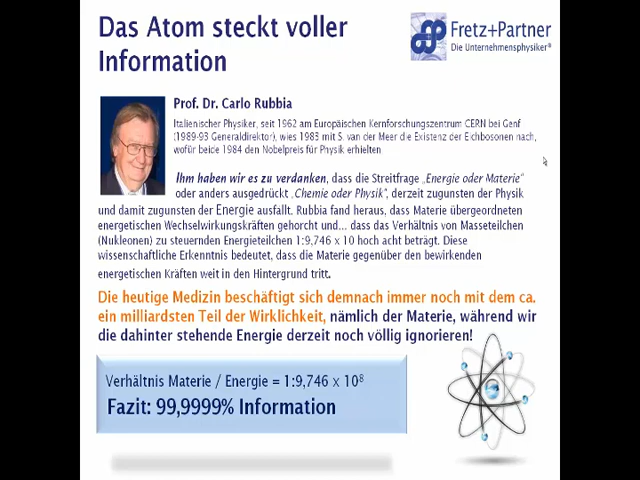 Das Atom steckt voller
Information
Fretz+Partner
Die Unternehmensphysiker®
Prof. Dr. Carlo Rubbia
Italienischer Physiker, seit 1962 am Europäischen Kernforschungszentrum CERN bei Genf
(1989-93 Generaldirektor), wies 1983 mit S. van der Meer die Existenz der Eichbosonen nach,
wofür beide 1984 den Nobelpreis für Physik erhielten
Ihm haben wir es zu verdanken, dass die Streitfrage „Energie oder Materie“
oder anders ausgedrückt „Chemie oder Physik“, derzeit zugunsten der Physik
und damit zugunsten der Energie ausfällt. Rubbia fand heraus, dass Materie übergeordneten
energetischen Wechselwirkungskräften gehorcht und... dass das Verhältnis von Masseteilchen
(Nukleonen) zu steuernden Energieteilchen 1:9,746 x 10 hoch acht beträgt. Diese
wissenschaftliche Erkenntnis bedeutet, dass die Materie gegenüber den bewirkenden
energetischen Kräften weit in den Hintergrund tritt.
Die heutige Medizin beschäftigt sich demnach immer noch mit dem ca.
ein milliardsten Teil der Wirklichkeit, nämlich der Materie, während wir
die dahinter stehende Energie derzeit noch völlig ignorieren!
Verhältnis Materie / Energie = 1:9,746 x 10⁸
Fazit: 99,9999% Information